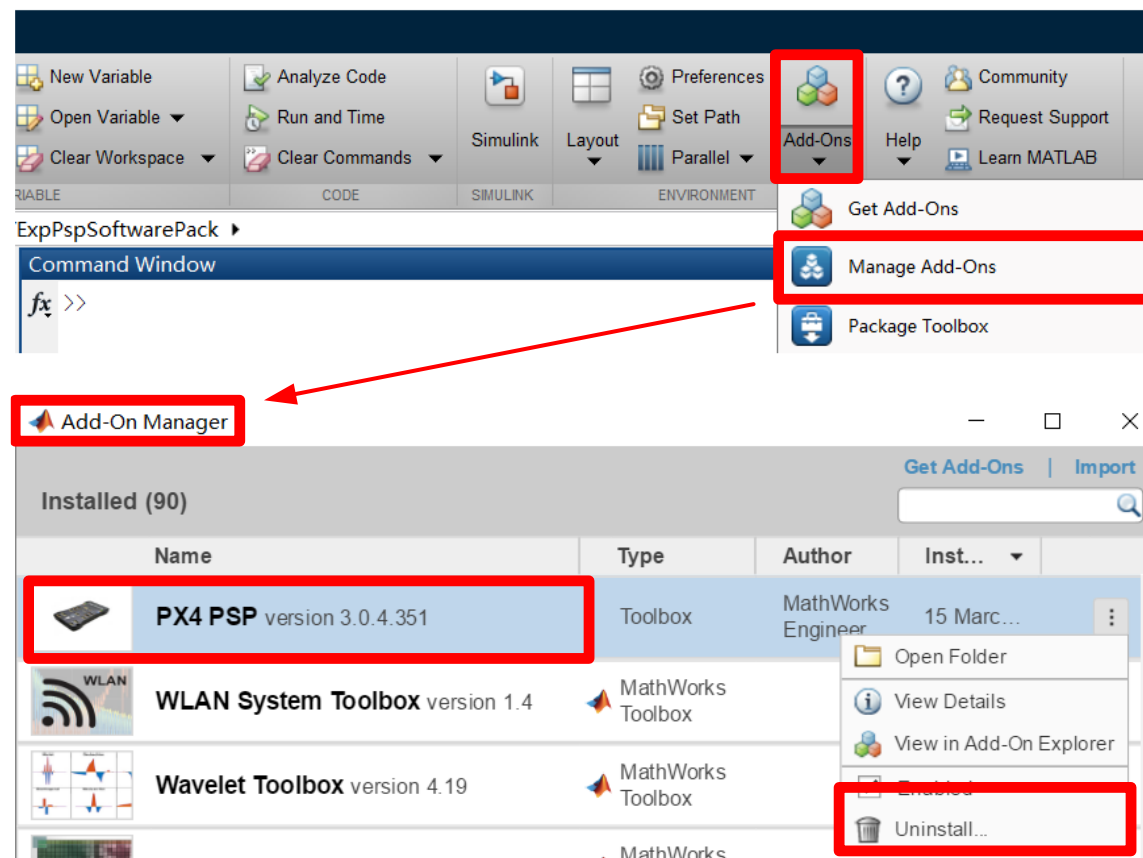 New Variable
Analyze Code
Preferences
Community
Open Variable
Run and Time
Set Path
Request Support
Simulink
Layout
Add-Ons
Help
Clear Workspace
Clear Commands
Parallel
Learn MATLAB
RIABLE
CODE
SIMULINK
ENVIRONMENT
Get Add-Ons
ExpPspSoftwarePack
Command Window
Manage Add-Ons
fx >>
Package Toolbox
Add-On Manager
Get Add-Ons | Import
Installed (90)
Name Type Author Inst...
PX4 PSP version 3.0.4.351 Toolbox MathWorks Engineer 15 Marc...
Open Folder
WLAN
WLAN System Toolbox version 1.4 MathWorks Toolbox
View Details
View in Add-On Explorer
Wavelet Toolbox version 4.19 MathWorks Toolbox
Enabled
Uninstall...
MathWorks